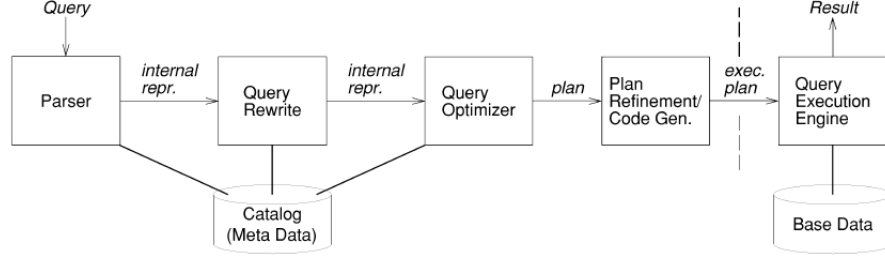 Query
Result
internal
repr.
internal
repr.
plan
exec.
plan
Parser
Query
Rewrite
Query
Optimizer
Plan
Refinement/
Code Gen.
Query
Execution
Engine
Catalog
(Meta Data)
Base Data